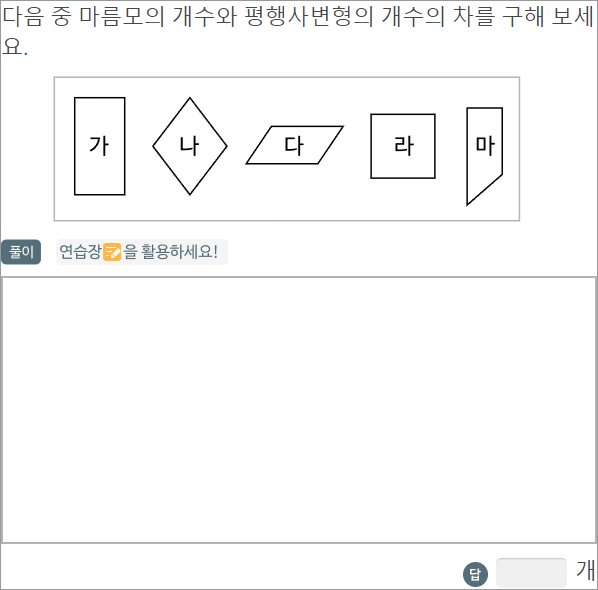 다음 중 마름모의 개수와 평행사변형의 개수의 차를 구해 보세
요.
가 나 다 라 마
풀이 연습장을 활용하세요!
답 개